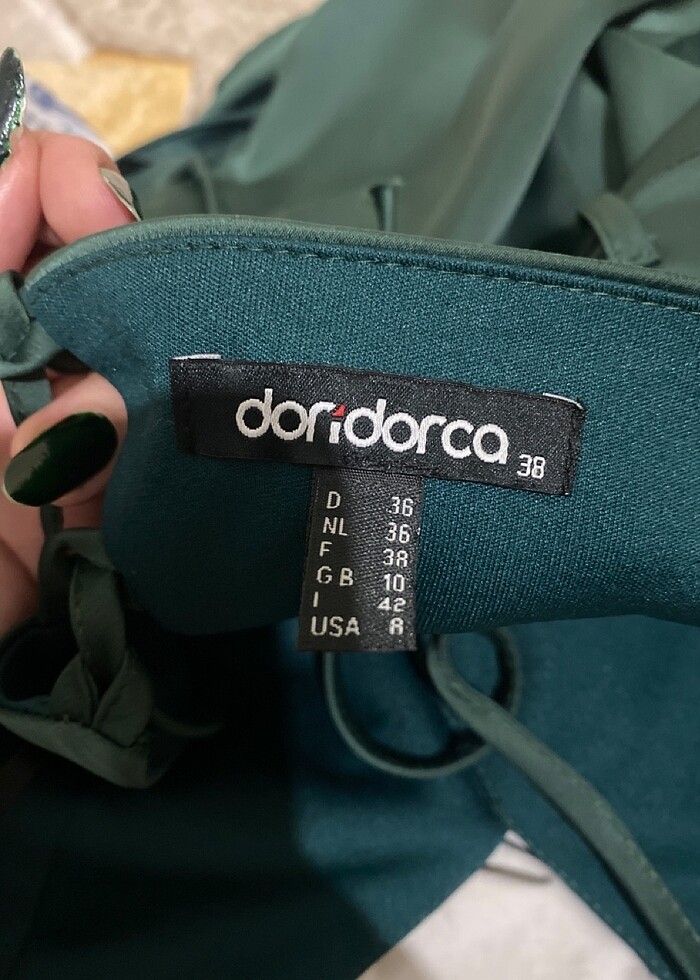 doridorca 38
D 36
NL 36
F 38
GB 10
I 42
USA 8